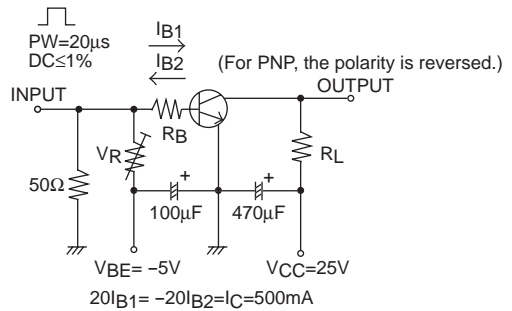 PW=20μs
DC≤1%
IB1
IB2
(For PNP, the polarity is reversed.)
INPUT
OUTPUT
RB
VR
RL
50Ω
+
+
100μF
470μF
VBE= −5V
VCC=25V
20IB1= −20IB2=IC=500mA